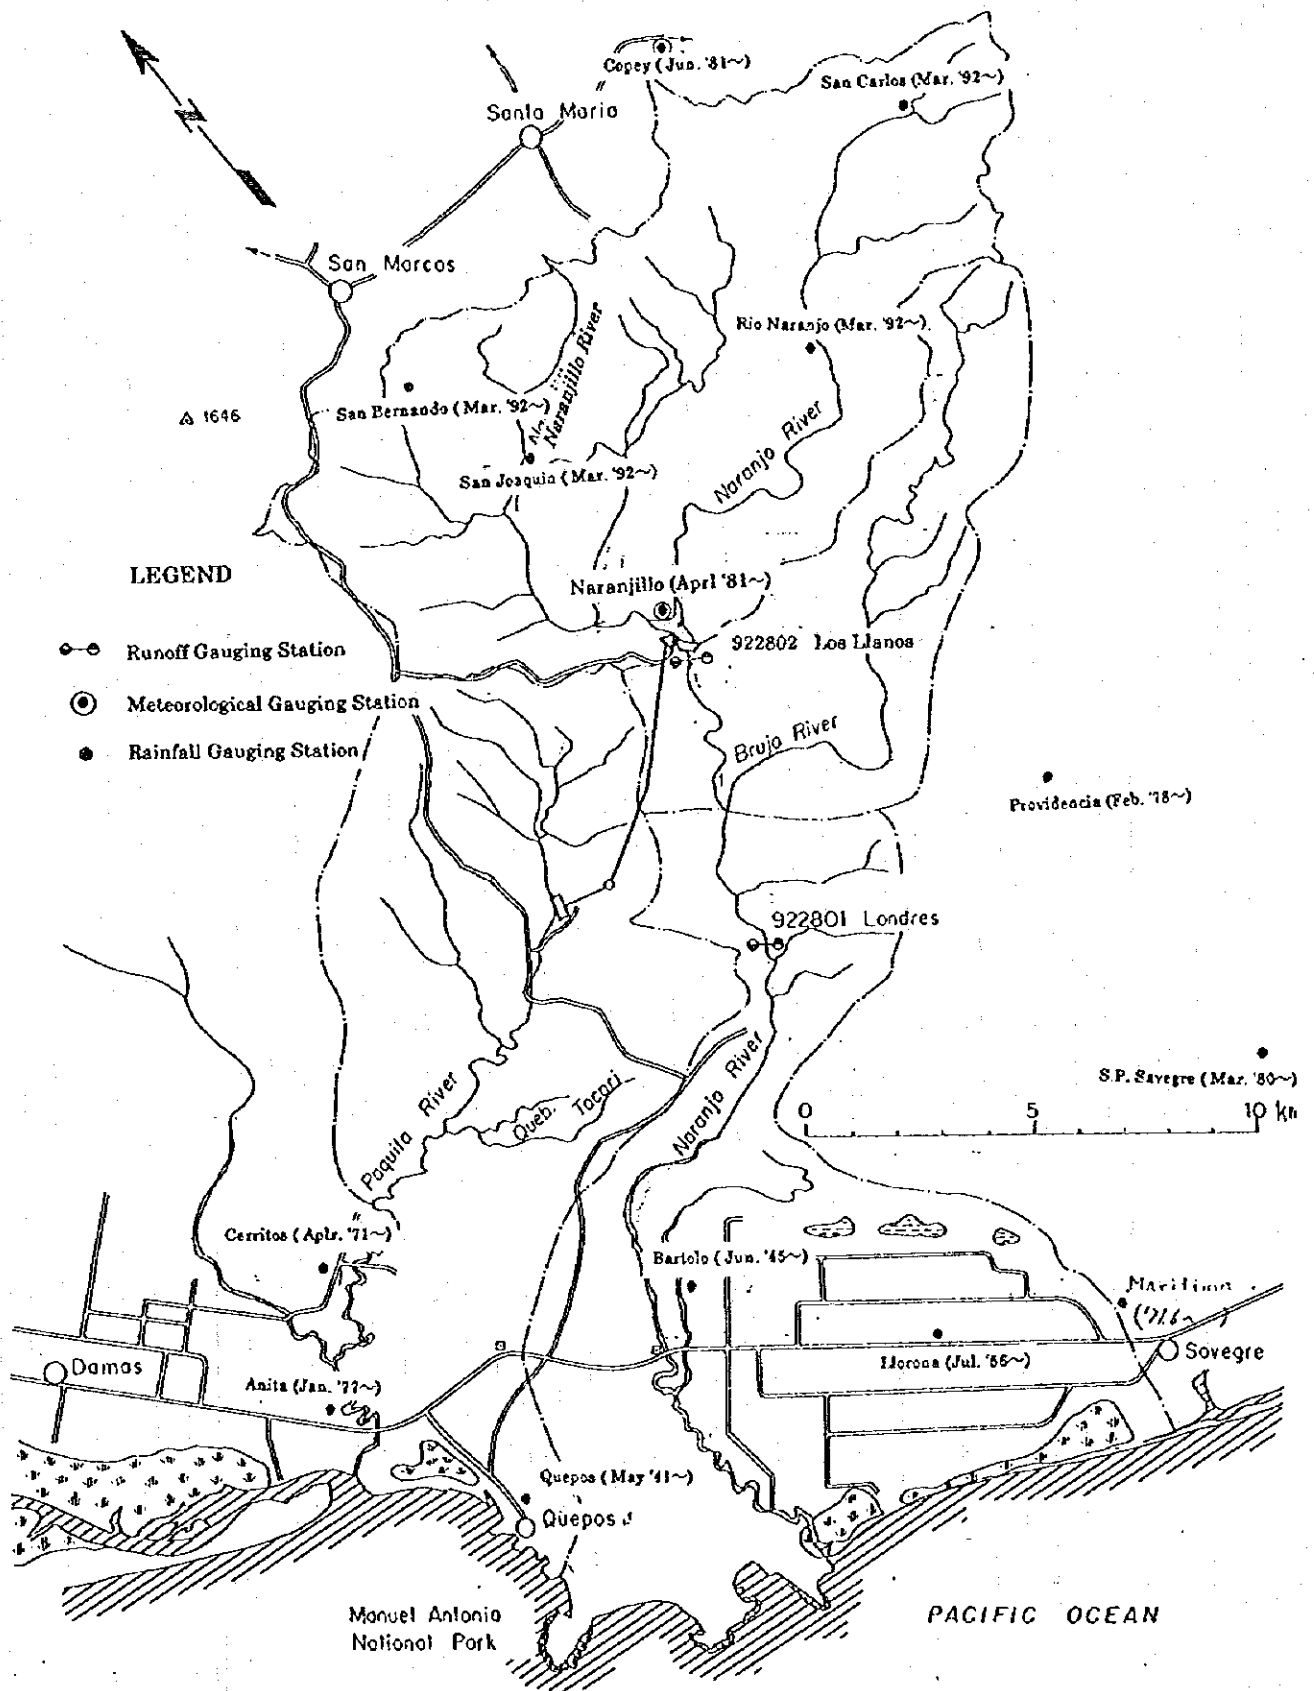 Copey (Jun. '81~)
San Carlos (Mar. '92~)
Santa Maria
N
San Marcos
Naranjillo River
Rio Naranjo (Mar. '92~)
1646
San Bernando (Mar. '92~)
Naranjo River
San Joaquin (Mar. '92~)
LEGEND
Naranjillo (Aprl '81~)
Runoff Gauging Station
922802 Los Llanos
Meteorological Gauging Station
Rainfall Gauging Station
Brujo River
Providencia (Feb. '78~)
922801 Londres
S.P. Savegre (Mar. '80~)
Paquita River
Queb. Tocori
Naranjo River
0 5 10 km
Cerritos (Aplr. '71~)
Bartolo (Jun. '45~)
Maritima
Llorona (Jul. '56~)
Savegre
Damas
Anita (Jan. '77~)
Quepos (May '41~)
Quepos
Manuel Antonio
National Park
PACIFIC OCEAN